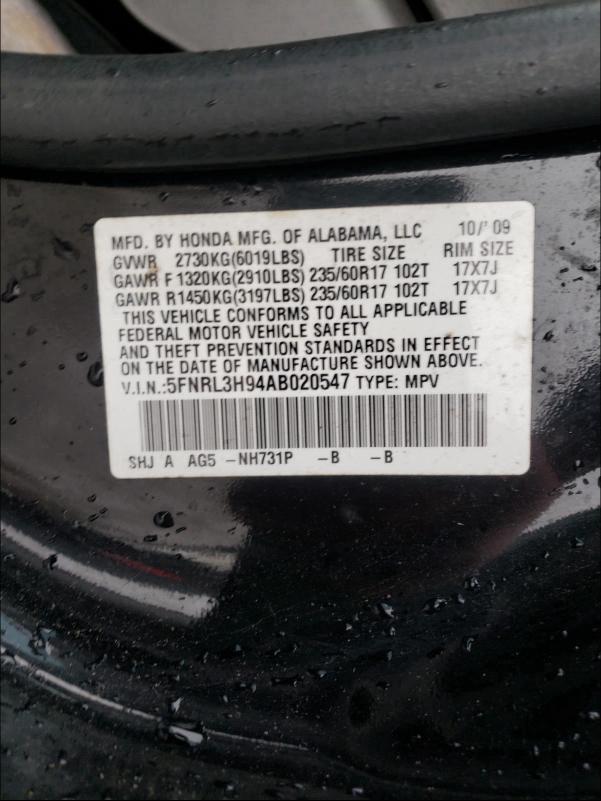 MFD. BY HONDA MFG. OF ALABAMA, LLC 10/'09
GVWR 2730KG(6019LBS) TIRE SIZE RIM SIZE
GAWR F 1320KG(2910LBS) 235/60R17 102T 17X7J
GAWR R1450KG(3197LBS) 235/60R17 102T 17X7J
THIS VEHICLE CONFORMS TO ALL APPLICABLE
FEDERAL MOTOR VEHICLE SAFETY
AND THEFT PREVENTION STANDARDS IN EFFECT
ON THE DATE OF MANUFACTURE SHOWN ABOVE.
V.I.N.:5FNRL3H94AB020547 TYPE: MPV
SHJ A AG5 -NH731P -B -B